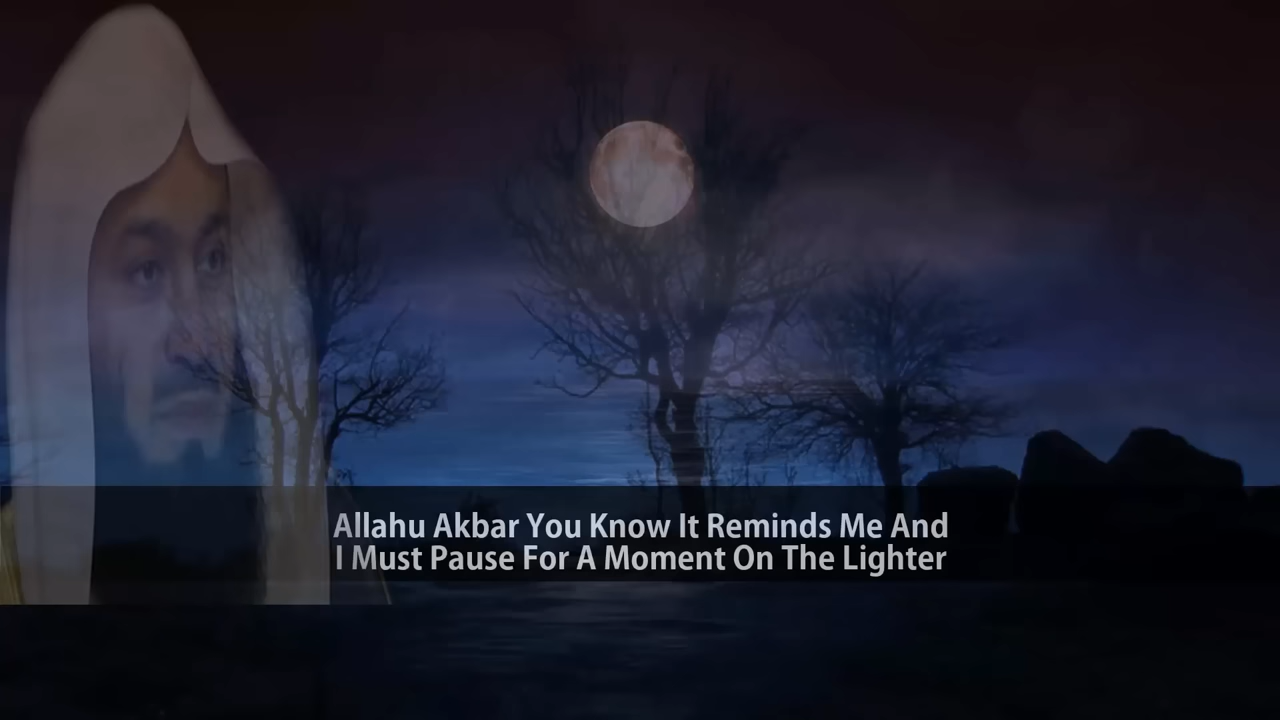 Allahu Akbar You Know It Reminds Me And
I Must Pause For A Moment On The Lighter